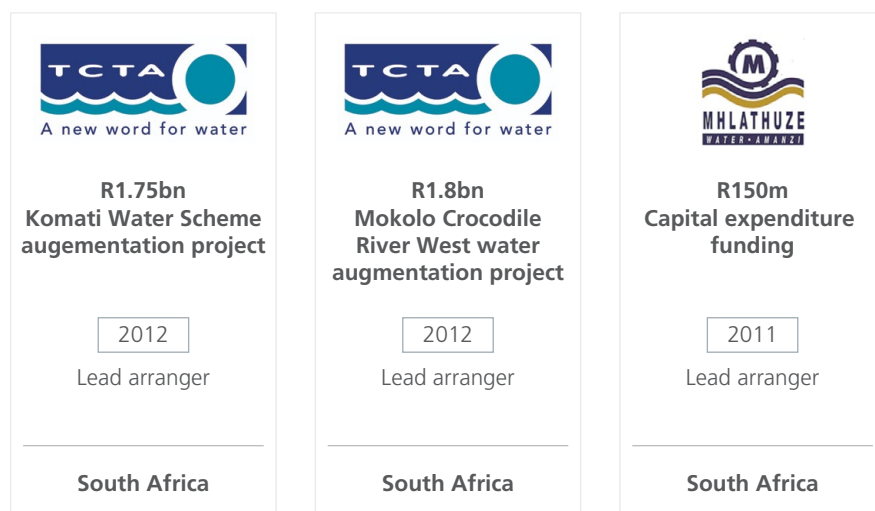 TCTA
A new word for water
R1.75bn
Komati Water Scheme
augementation project
2012
Lead arranger
South Africa
TCTA
A new word for water
R1.8bn
Mokolo Crocodile
River West water
augmentation project
2012
Lead arranger
South Africa
M
MHLATHUZE
WATER•AMANZI
R150m
Capital expenditure
funding
2011
Lead arranger
South Africa